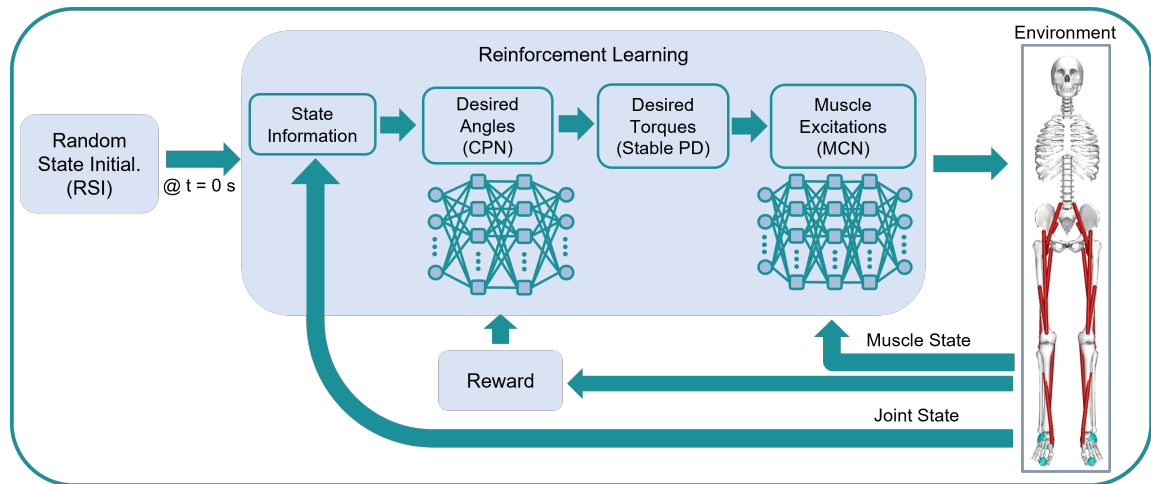 Environment
Reinforcement Learning
Random
State Initial.
(RSI)
@ t = 0 s
State
Information
Desired
Angles
(CPN)
Desired
Torques
(Stable PD)
Muscle
Excitations
(MCN)
Muscle State
Reward
Joint State